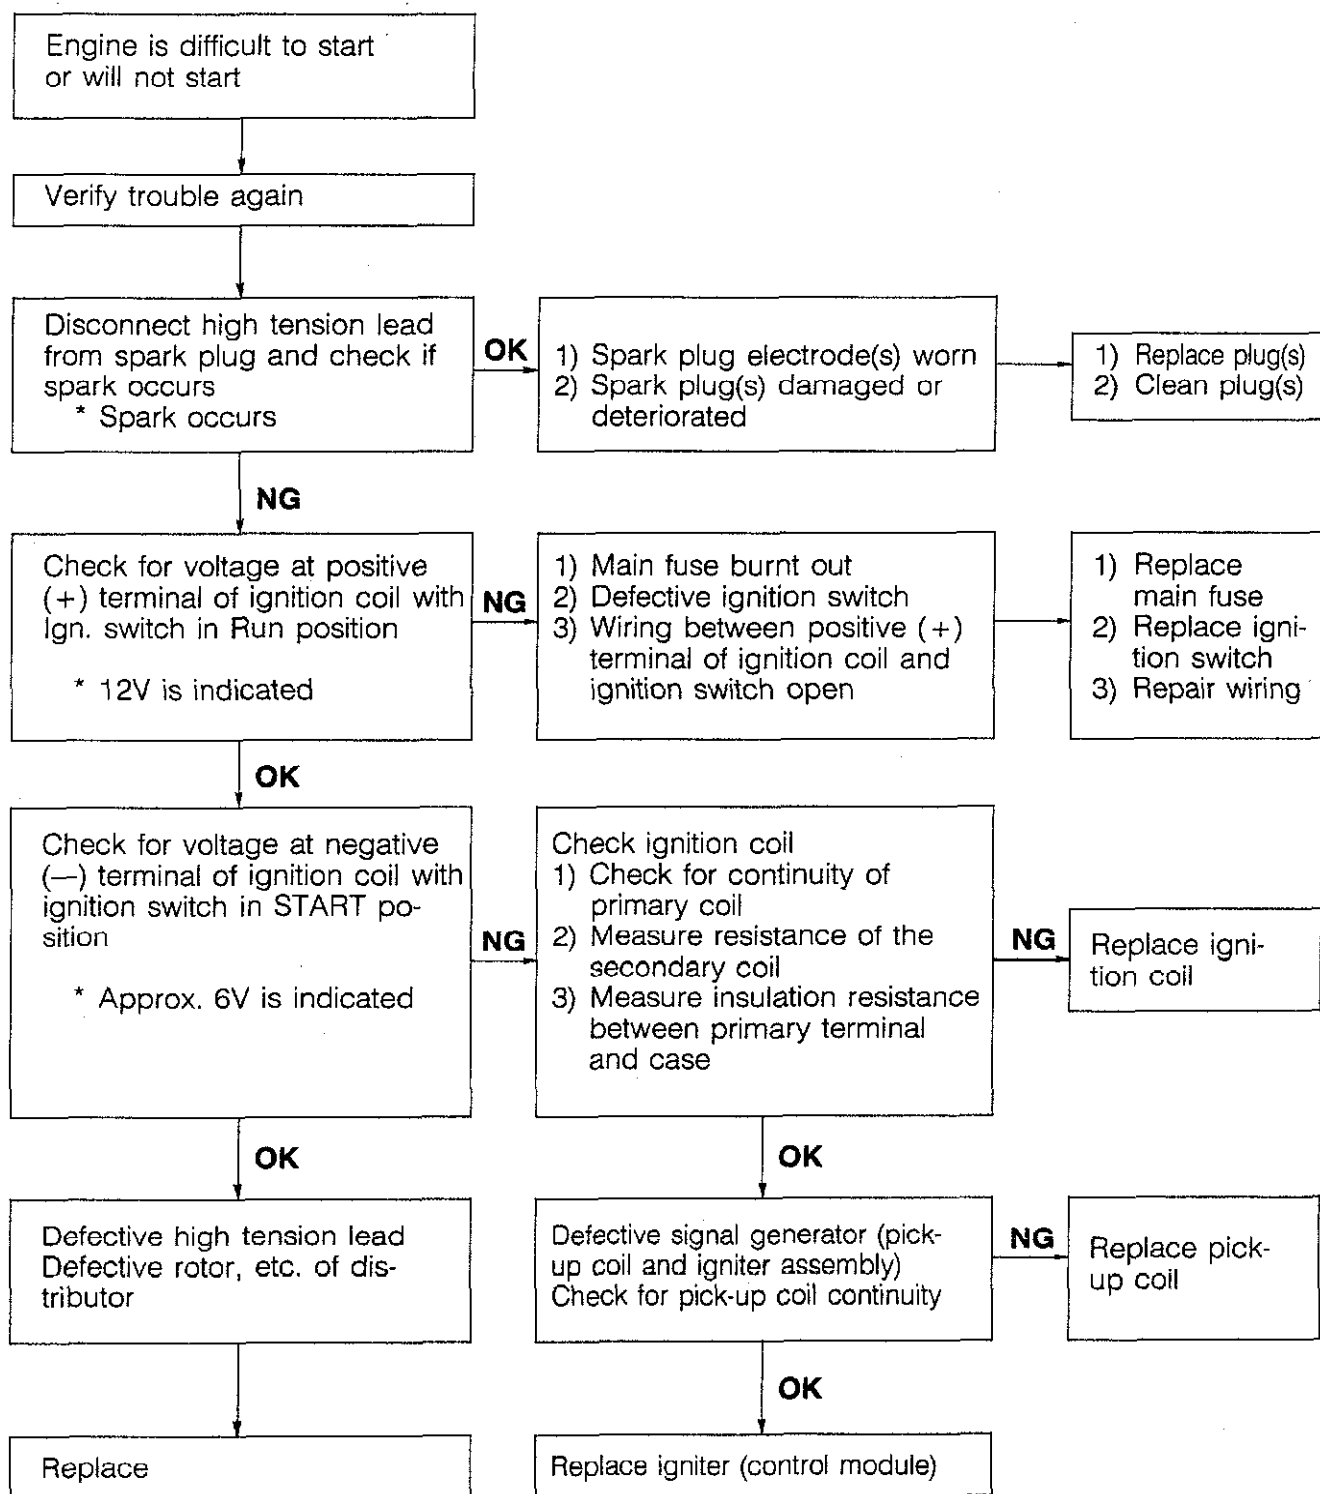 Engine is difficult to start
or will not start
Verify trouble again
Disconnect high tension lead
from spark plug and check if
spark occurs
* Spark occurs
OK
1) Spark plug electrode(s) worn
2) Spark plug(s) damaged or
deteriorated
1) Replace plug(s)
2) Clean plug(s)
NG
Check for voltage at positive
(+) terminal of ignition coil with
Ign. switch in Run position
* 12V is indicated
NG
1) Main fuse burnt out
2) Defective ignition switch
3) Wiring between positive (+)
terminal of ignition coil and
ignition switch open
1) Replace
main fuse
2) Replace igni-
tion switch
3) Repair wiring
OK
Check for voltage at negative
(—) terminal of ignition coil with
ignition switch in START po-
sition
* Approx. 6V is indicated
NG
Check ignition coil
1) Check for continuity of
primary coil
2) Measure resistance of the
secondary coil
3) Measure insulation resistance
between primary terminal
and case
NG
Replace igni-
tion coil
OK
OK
Defective high tension lead
Defective rotor, etc. of dis-
tributor
Defective signal generator (pick-
up coil and igniter assembly)
Check for pick-up coil continuity
NG
Replace pick-
up coil
OK
Replace
Replace igniter (control module)